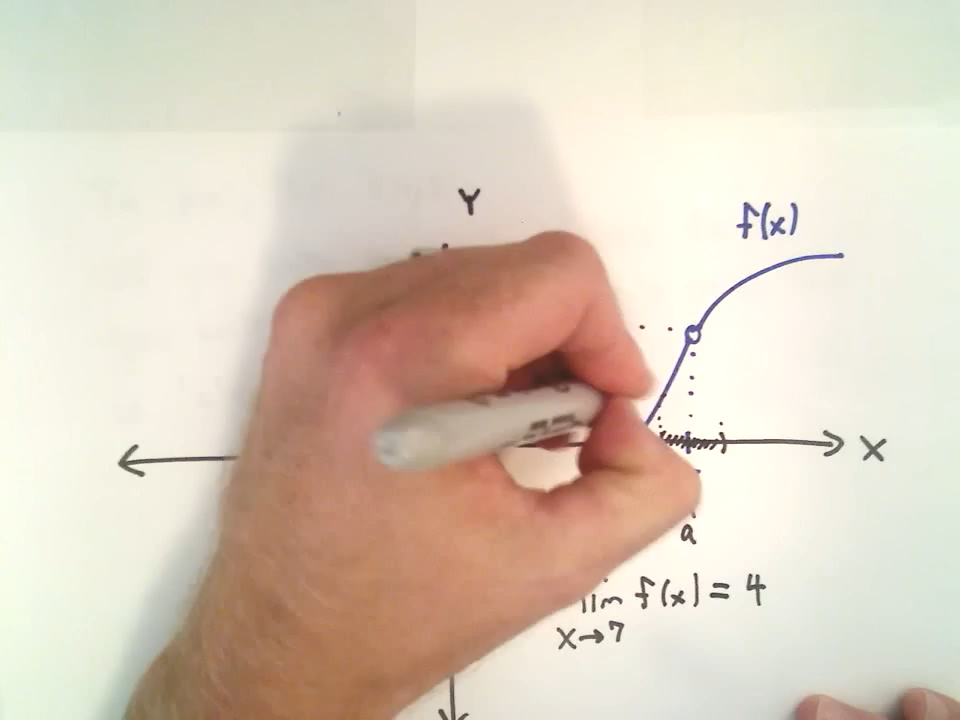 Y
f(x)
X
a
lim f(x) = 4
x→7